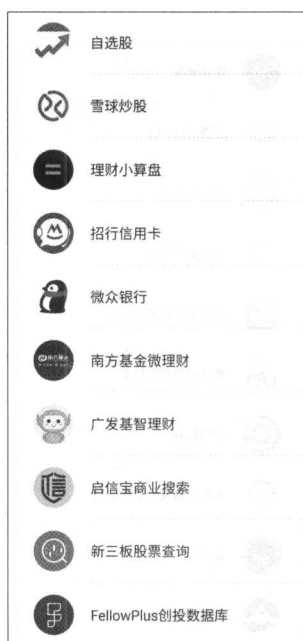 自选股
雪球炒股
理财小算盘
招行信用卡
微众银行
南方基金微理财
广发基智理财
启信宝商业搜索
新三板股票查询
FellowPlus创投数据库